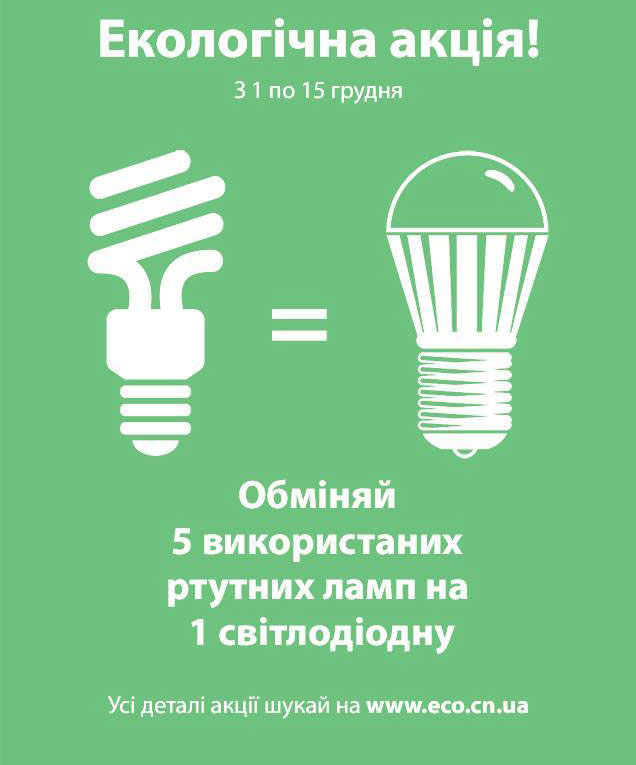 Екологічна акція!
З 1 по 15 грудня
=
Обміняй
5 використаних
ртутних ламп на
1 світлодіодну
Усі деталі акції шукай на www.eco.cn.ua